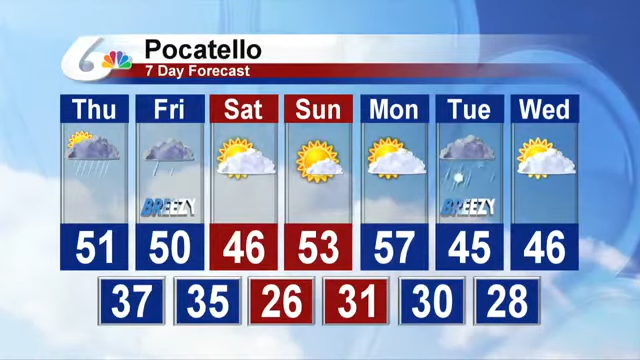 6 Pocatello
7 Day Forecast
Thu Fri Sat Sun Mon Tue Wed
BREEZY BREEZY
51 50 46 53 57 45 46
37 35 26 31 30 28